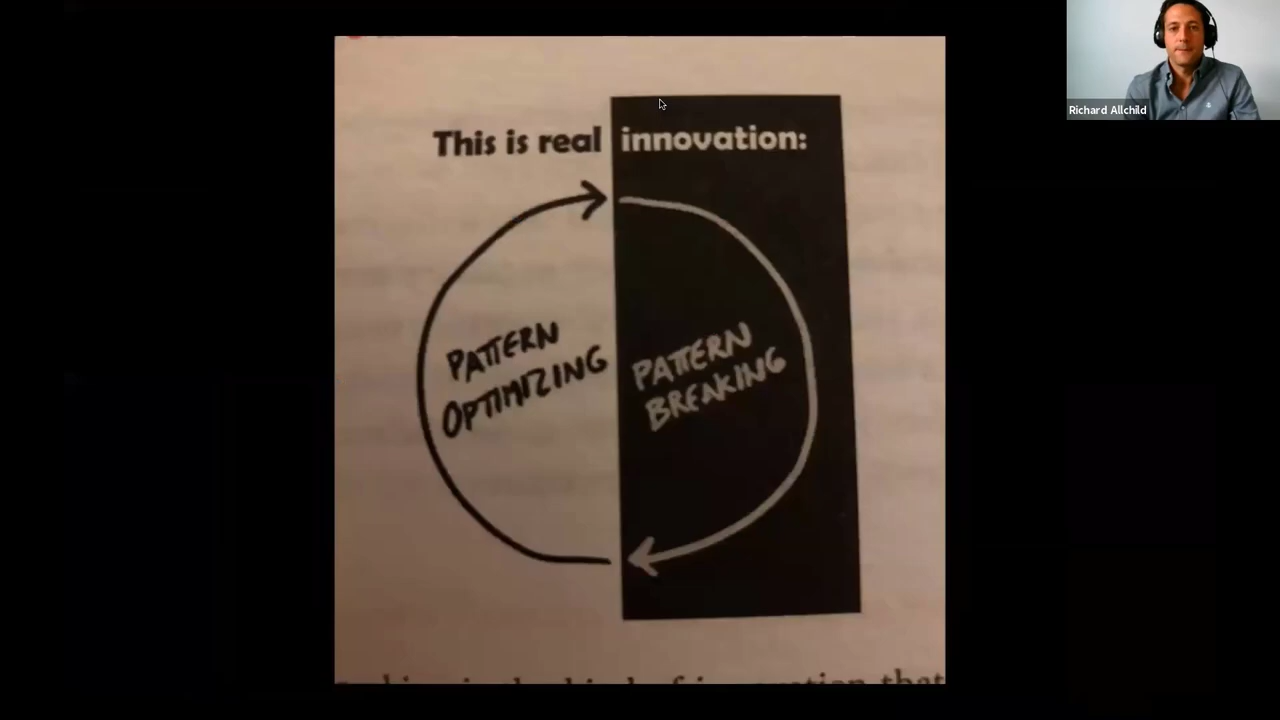 Richard Allchild
This is real innovation:
PATTERN
OPTIMIZING
PATTERN
BREAKING